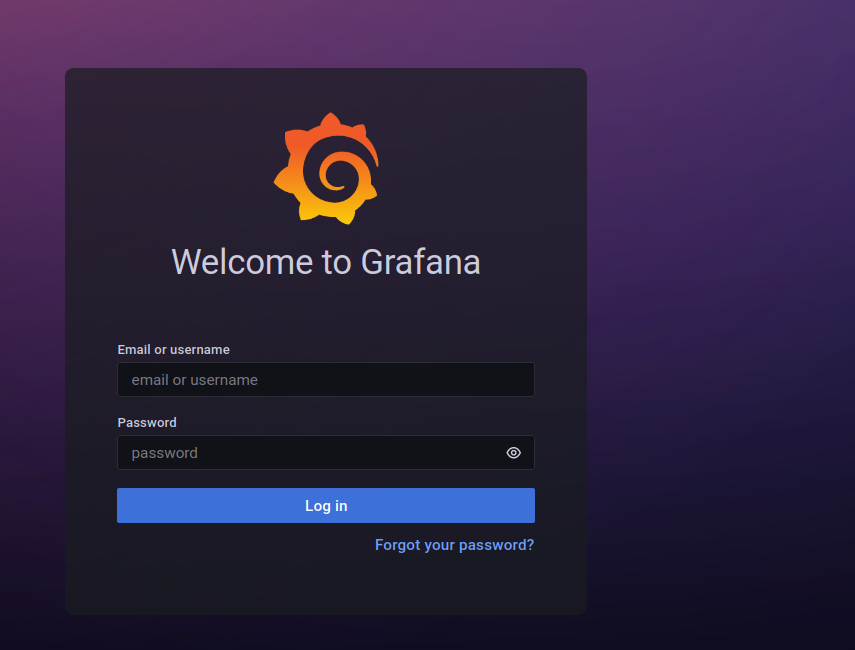 Welcome to Grafana
Email or username
email or username
Password
password
Log in
Forgot your password?